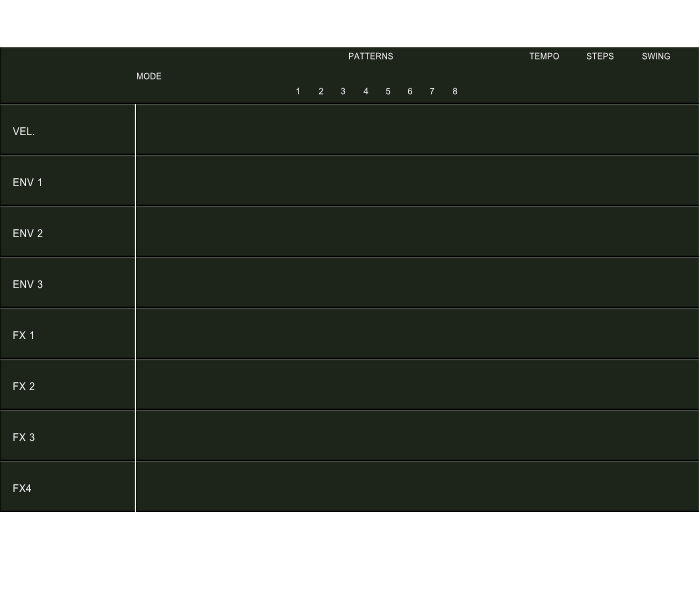 PATTERNS TEMPO STEPS SWING
MODE
1 2 3 4 5 6 7 8
VEL.
ENV 1
ENV 2
ENV 3
FX 1
FX 2
FX 3
FX4